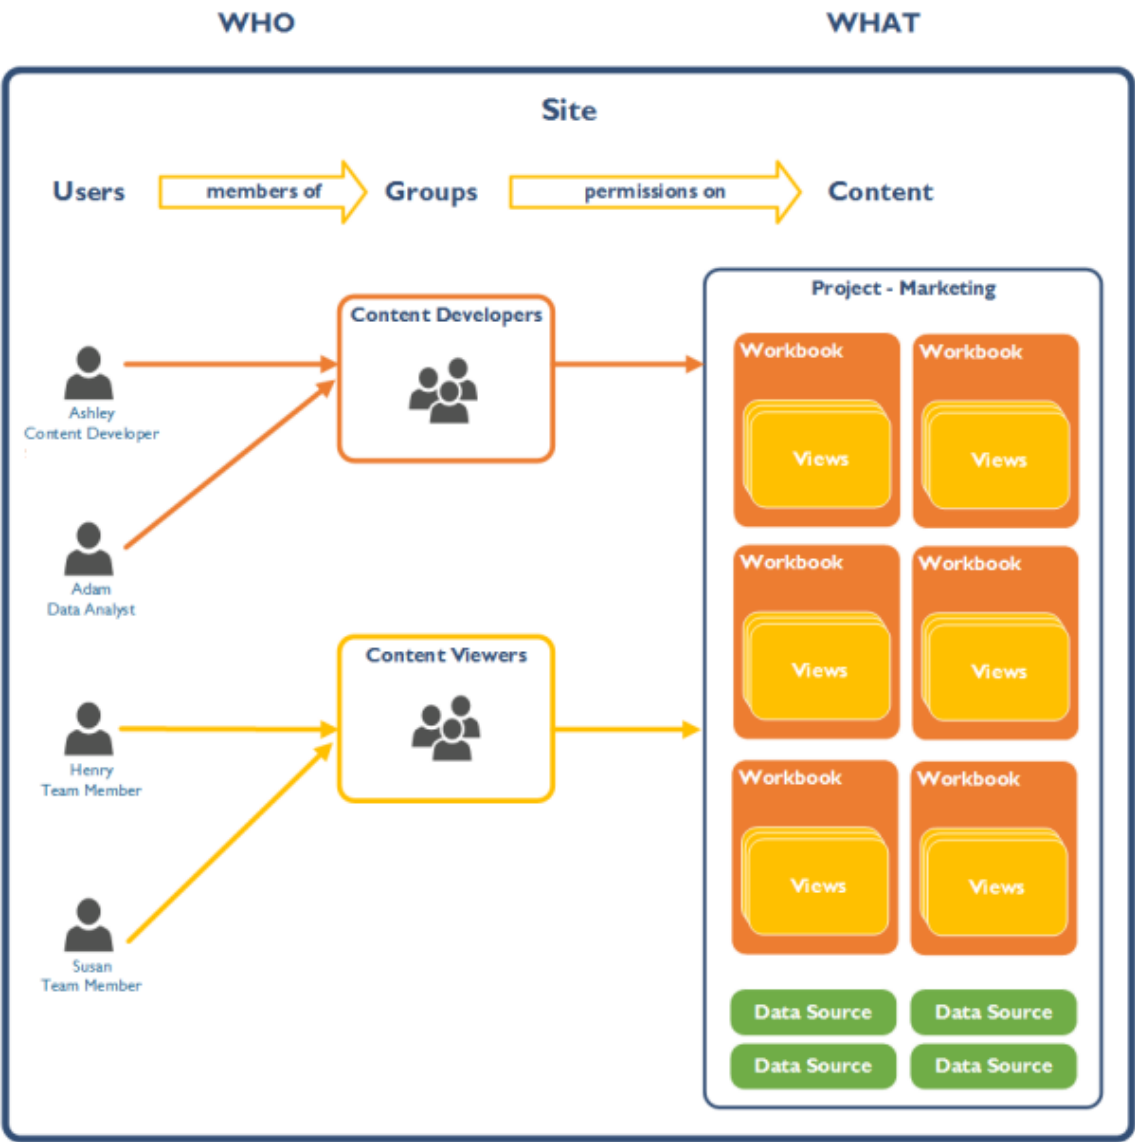 WHO
WHAT
Site
Users
members of
Groups
permissions on
Content
Content Developers
Ashley
Content Developer
Adam
Data Analyst
Content Viewers
Henry
Team Member
Susan
Team Member
Project - Marketing
Workbook
Views
Workbook
Views
Workbook
Views
Workbook
Views
Workbook
Views
Workbook
Views
Data Source
Data Source
Data Source
Data Source